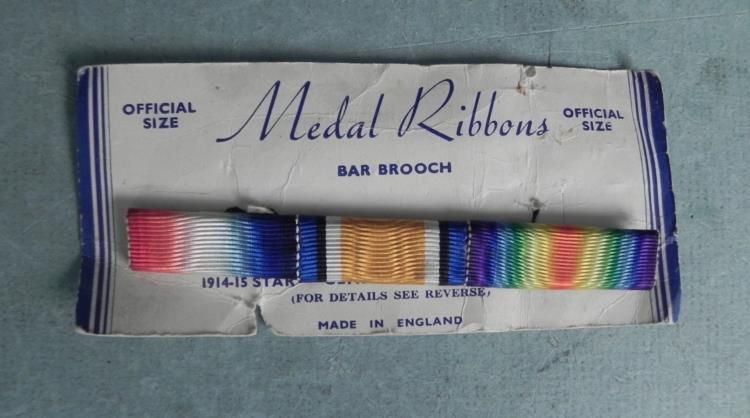 OFFICIAL SIZE
Medal Ribbons
OFFICIAL SIZE
BAR BROOCH
1914-15 STAR
(FOR DETAILS SEE REVERSE)
MADE IN ENGLAND